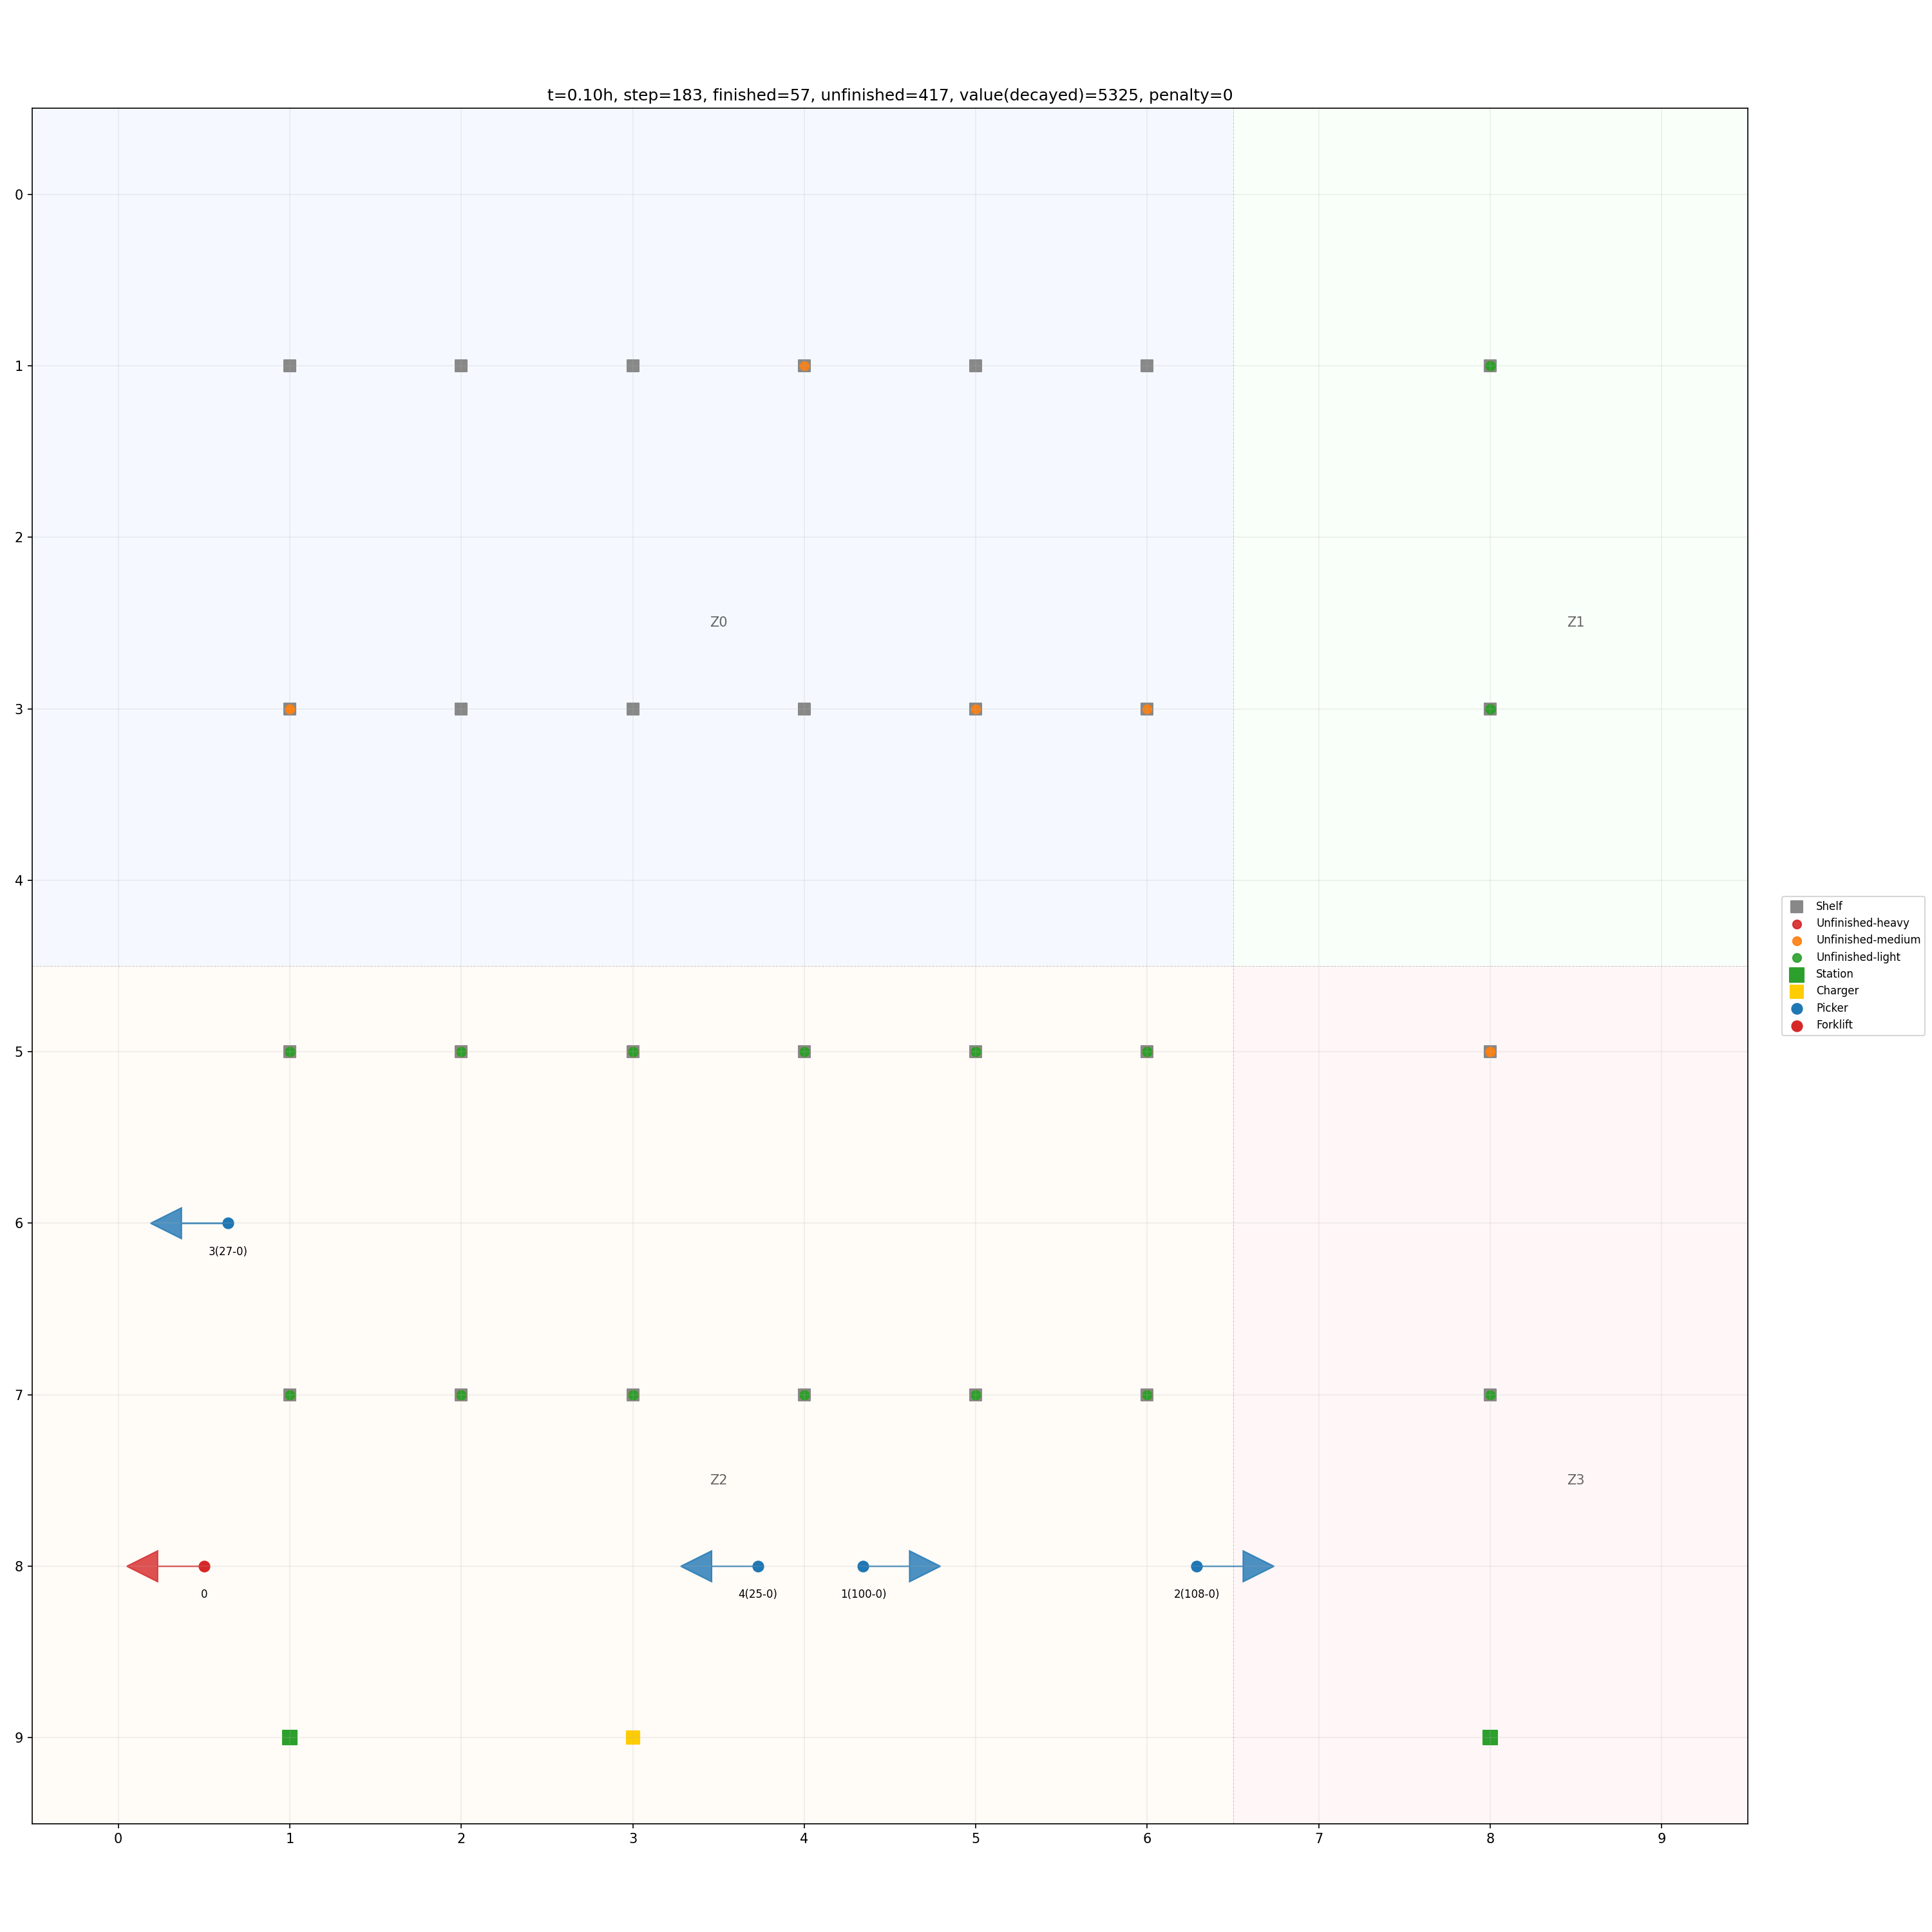 t=0.10h, step=183, finished=57, unfinished=417, value(decayed)=5325, penalty=0
0
1
2
Z0
Z1
3
4
Shelf
Unfinished-heavy
Unfinished-medium
Unfinished-light
Station
Charger
Picker
Forklift
5
6
3(27-0)
7
Z2
Z3
8
0
4(25-0)
1(100-0)
2(108-0)
9
0 1 2 3 4 5 6 7 8 9